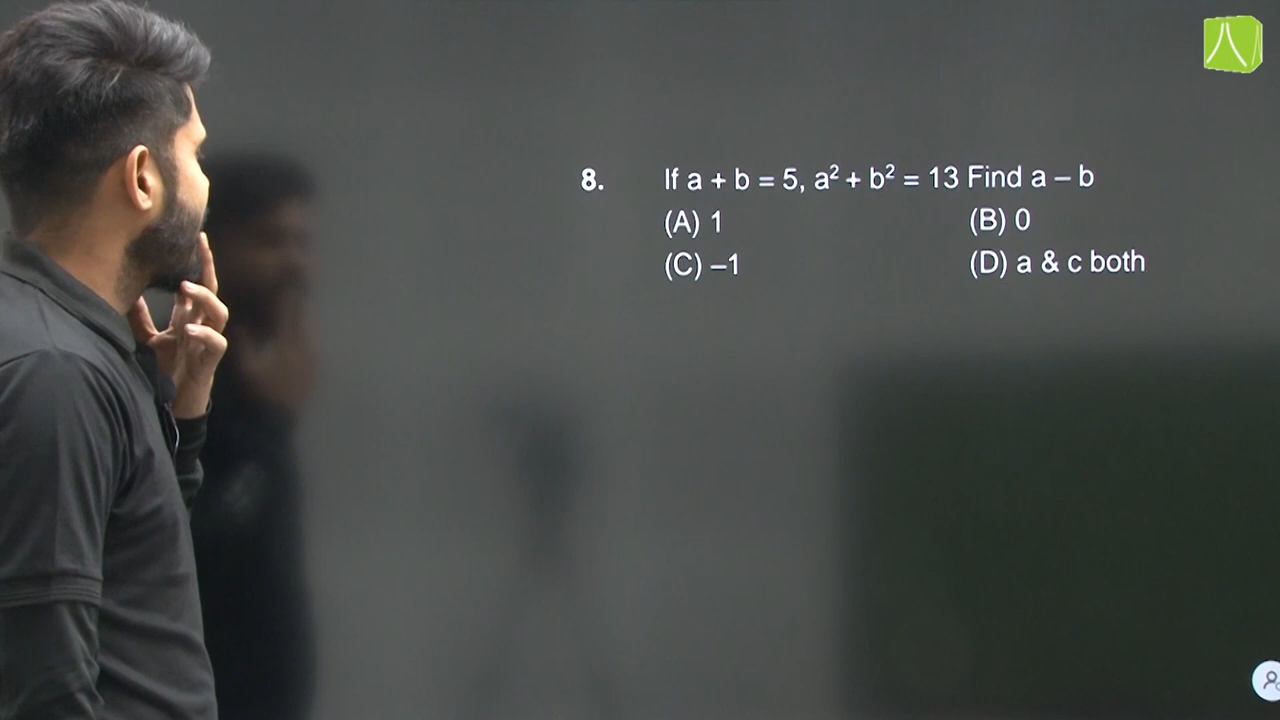 8. If a + b = 5, a² + b² = 13 Find a – b
(A) 1 (B) 0
(C) –1 (D) a & c both